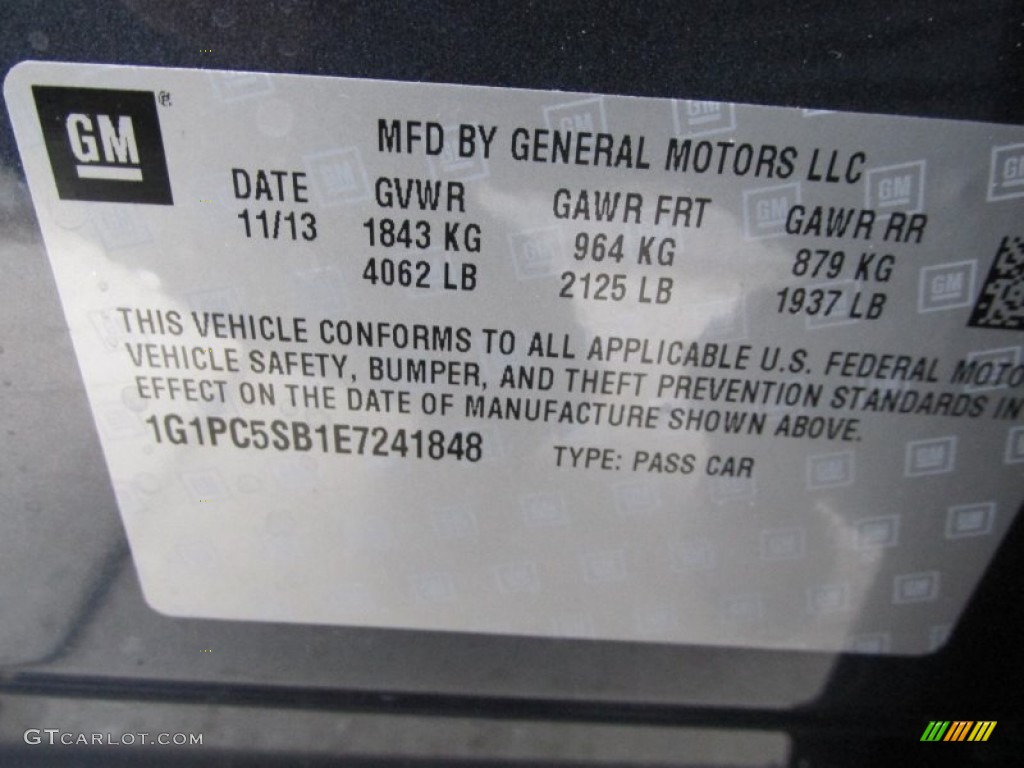 GM ®
MFD BY GENERAL MOTORS LLC
DATE GVWR GAWR FRT GAWR RR
11/13 1843 KG 964 KG 879 KG
4062 LB 2125 LB 1937 LB
THIS VEHICLE CONFORMS TO ALL APPLICABLE U.S. FEDERAL MOTO
VEHICLE SAFETY, BUMPER, AND THEFT PREVENTION STANDARDS IN
EFFECT ON THE DATE OF MANUFACTURE SHOWN ABOVE.
1G1PC5SB1E7241848 TYPE: PASS CAR
GTCARLOT.COM